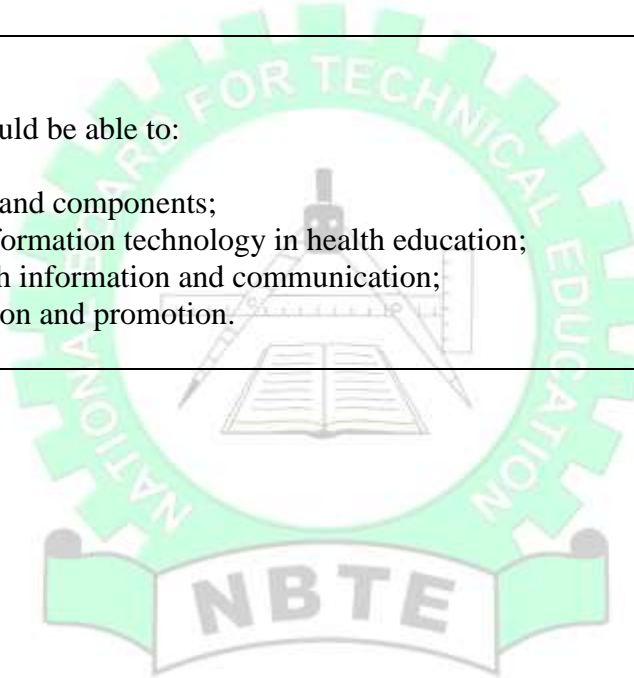 uld be able to:
and components;
formation technology in health education;
h information and communication;
on and promotion.
NATIONAL BOARD FOR TECHNICAL EDUCATION
NBTE